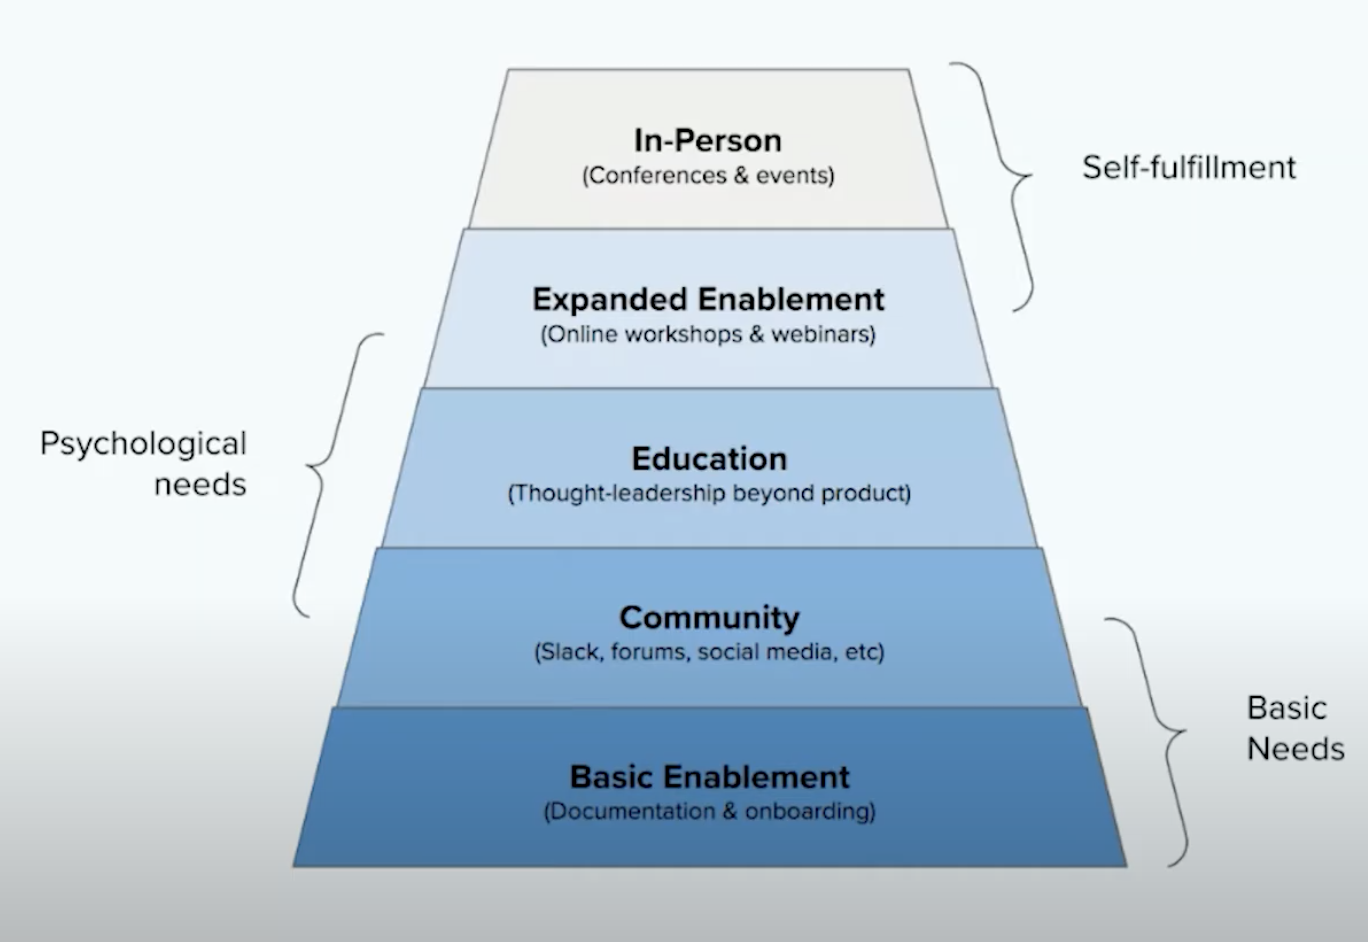 In-Person
(Conferences & events)
Self-fulfillment
Expanded Enablement
(Online workshops & webinars)
Psychological
needs
Education
(Thought-leadership beyond product)
Community
(Slack, forums, social media, etc)
Basic
Needs
Basic Enablement
(Documentation & onboarding)